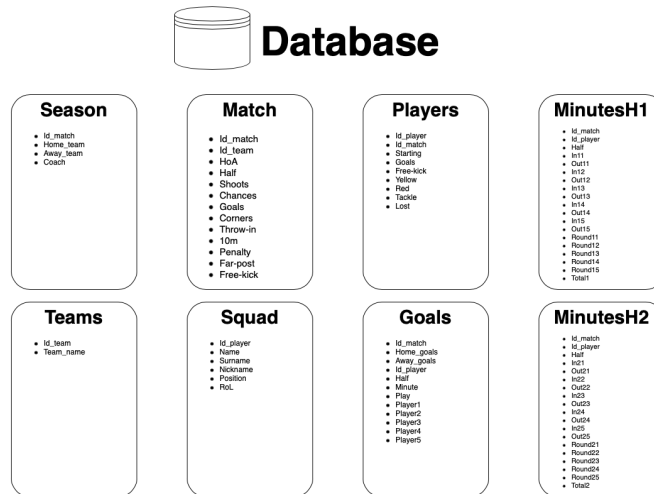 Database
Season
Id_match
Home_team
Away_team
Coach
Match
Id_match
Id_team
HoA
Half
Shoots
Chances
Goals
Corners
Throw-in
10m
Penalty
Far-post
Free-kick
Players
Id_player
Id_match
Starting
Goals
Free-kick
Yellow
Red
Tackle
Lost
MinutesH1
Id_match
Id_player
Half
In11
Out11
In12
Out12
In13
Out13
In14
Out14
In15
Out15
Round11
Round12
Round13
Round14
Round15
Total1
Teams
Id_team
Team_name
Squad
Id_player
Name
Surname
Nickname
Position
RoL
Goals
Id_match
Home_goals
Away_goals
Id_player
Half
Minute
Play
Player1
Player2
Player3
Player4
Player5
MinutesH2
Id_match
Id_player
Half
In21
Out21
In22
Out22
In23
Out23
In24
Out24
In25
Out25
Round21
Round22
Round23
Round24
Round25
Total2